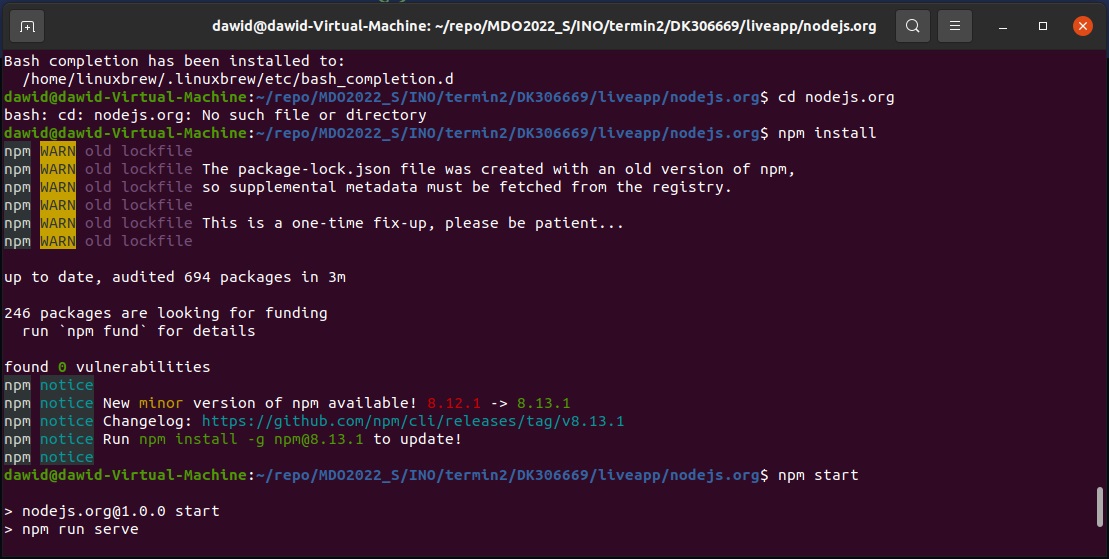 dawid@dawid-Virtual-Machine: ~/repo/MDO2022_S/INO/termin2/DK306669/liveapp/nodejs.org
Bash completion has been installed to:
  /home/linuxbrew/.linuxbrew/etc/bash_completion.d
dawid@dawid-Virtual-Machine:~/repo/MDO2022_S/INO/termin2/DK306669/liveapp/nodejs.org$ cd nodejs.org
bash: cd: nodejs.org: No such file or directory
dawid@dawid-Virtual-Machine:~/repo/MDO2022_S/INO/termin2/DK306669/liveapp/nodejs.org$ npm install
npm WARN old lockfile
npm WARN old lockfile The package-lock.json file was created with an old version of npm,
npm WARN old lockfile so supplemental metadata must be fetched from the registry.
npm WARN old lockfile
npm WARN old lockfile This is a one-time fix-up, please be patient...
npm WARN old lockfile
up to date, audited 694 packages in 3m
246 packages are looking for funding
  run `npm fund` for details
found 0 vulnerabilities
npm notice
npm notice New minor version of npm available! 8.12.1 -> 8.13.1
npm notice Changelog: https://github.com/npm/cli/releases/tag/v8.13.1
npm notice Run npm install -g npm@8.13.1 to update!
npm notice
dawid@dawid-Virtual-Machine:~/repo/MDO2022_S/INO/termin2/DK306669/liveapp/nodejs.org$ npm start
> nodejs.org@1.0.0 start
> npm run serve